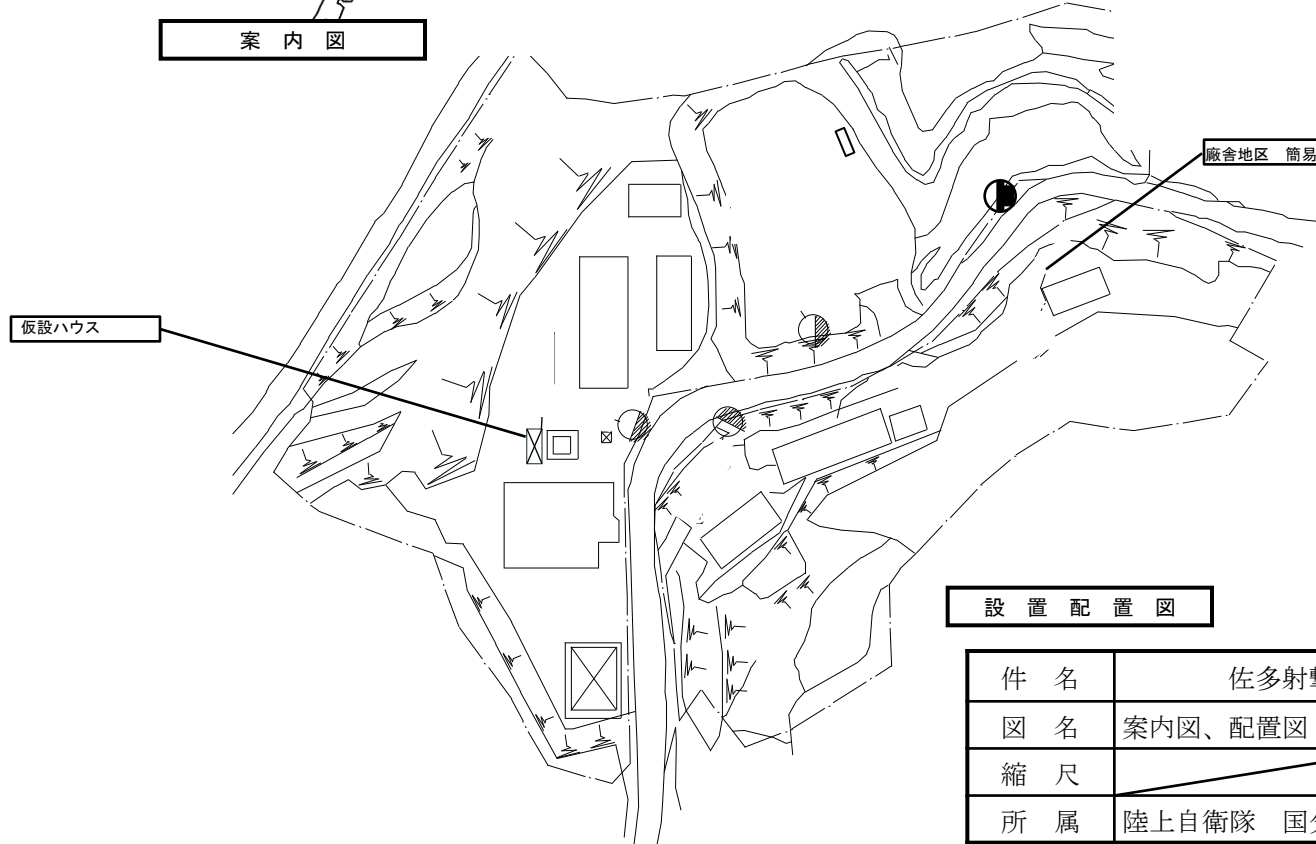 案 内 図
廠舎地区 簡易
仮設ハウス
設 置 配 置 図
件 名 佐多射
図 名 案内図、配置図
縮 尺
所 属 陸上自衛隊 国